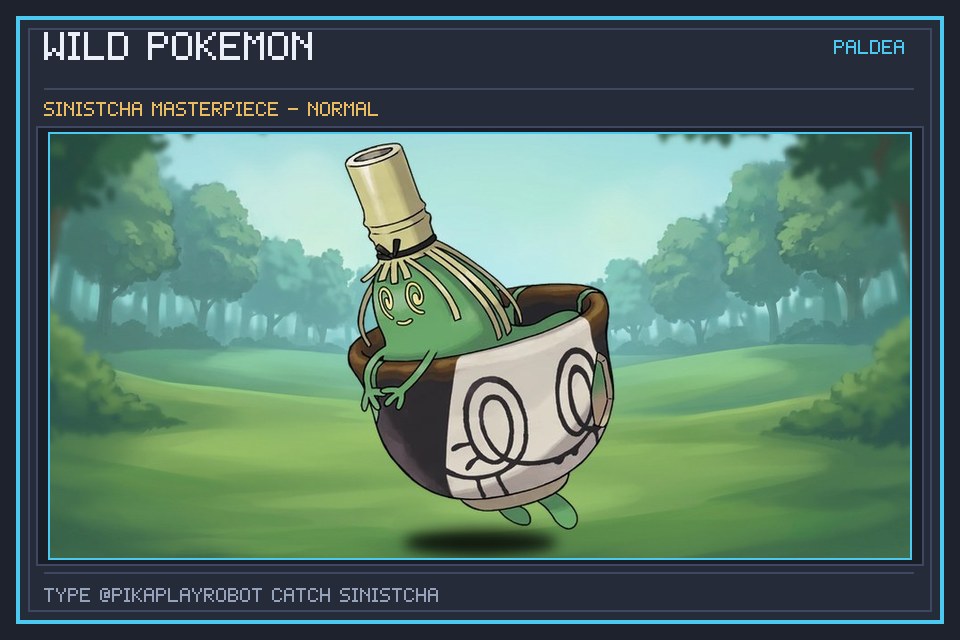 WILD POKEMON
PALDEA
SINISTCHA MASTERPIECE - NORMAL
TYPE @PIKAPLAYROBOT CATCH SINISTCHA